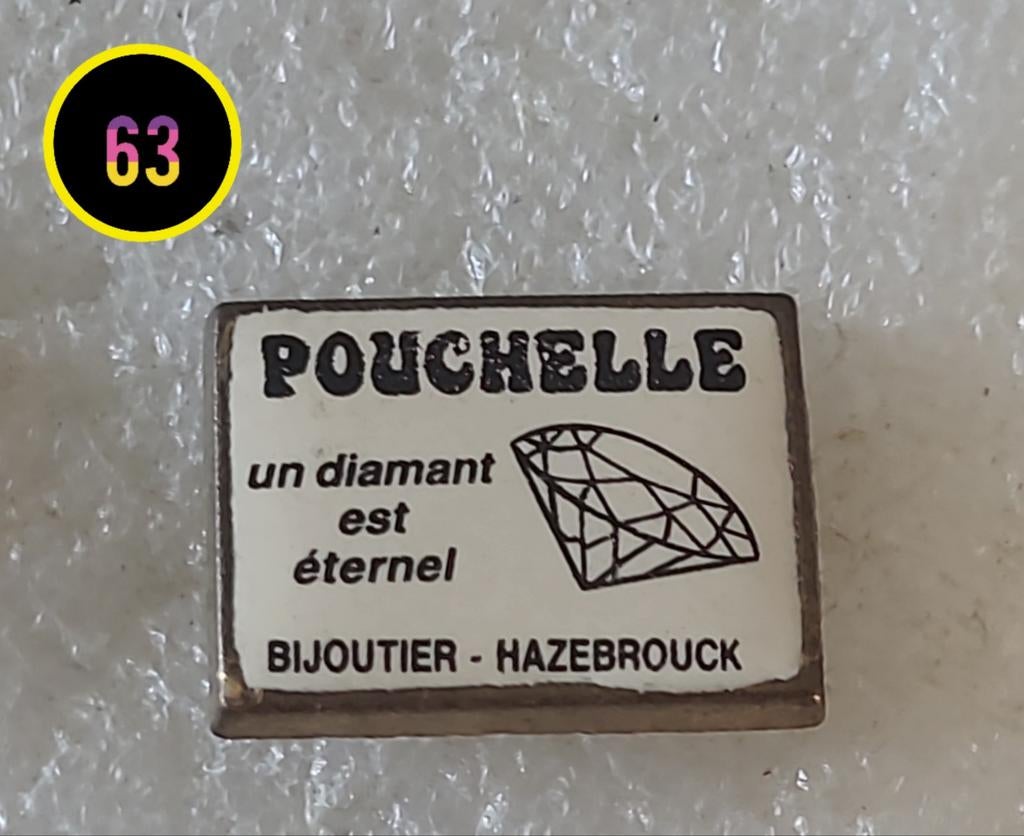 63
POUCHELLE
un diamant
est
éternel
BIJOUTIER - HAZEBROUCK